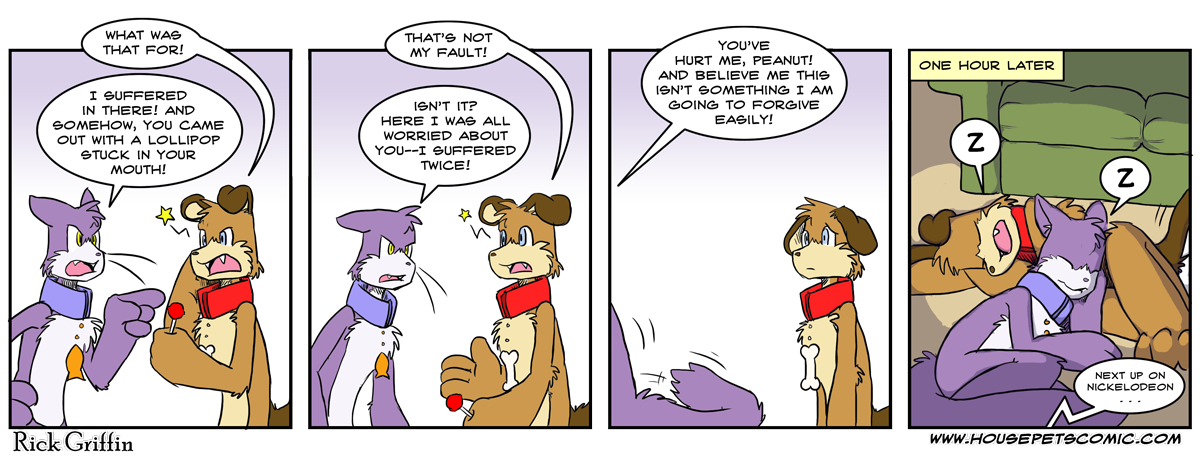 WHAT WAS
THAT FOR!
I SUFFERED
IN THERE! AND
SOMEHOW, YOU CAME
OUT WITH A LOLLIPOP
STUCK IN YOUR
MOUTH!
THAT'S NOT
MY FAULT!
ISN'T IT?
HERE I WAS ALL
WORRIED ABOUT
YOU--I SUFFERED
TWICE!
YOU'VE
HURT ME, PEANUT!
AND BELIEVE ME THIS
ISN'T SOMETHING I AM
GOING TO FORGIVE
EASILY!
ONE HOUR LATER
Z
Z
NEXT UP ON
NICKELODEON
. . .
Rick Griffin
WWW.HOUSEPETSCOMIC.COM